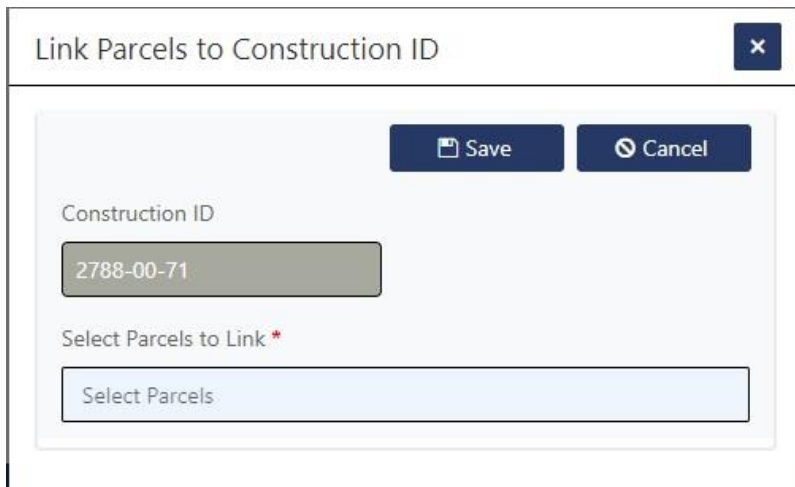 Link Parcels to Construction ID
×
Save
Cancel
Construction ID
2788-00-71
Select Parcels to Link *
Select Parcels